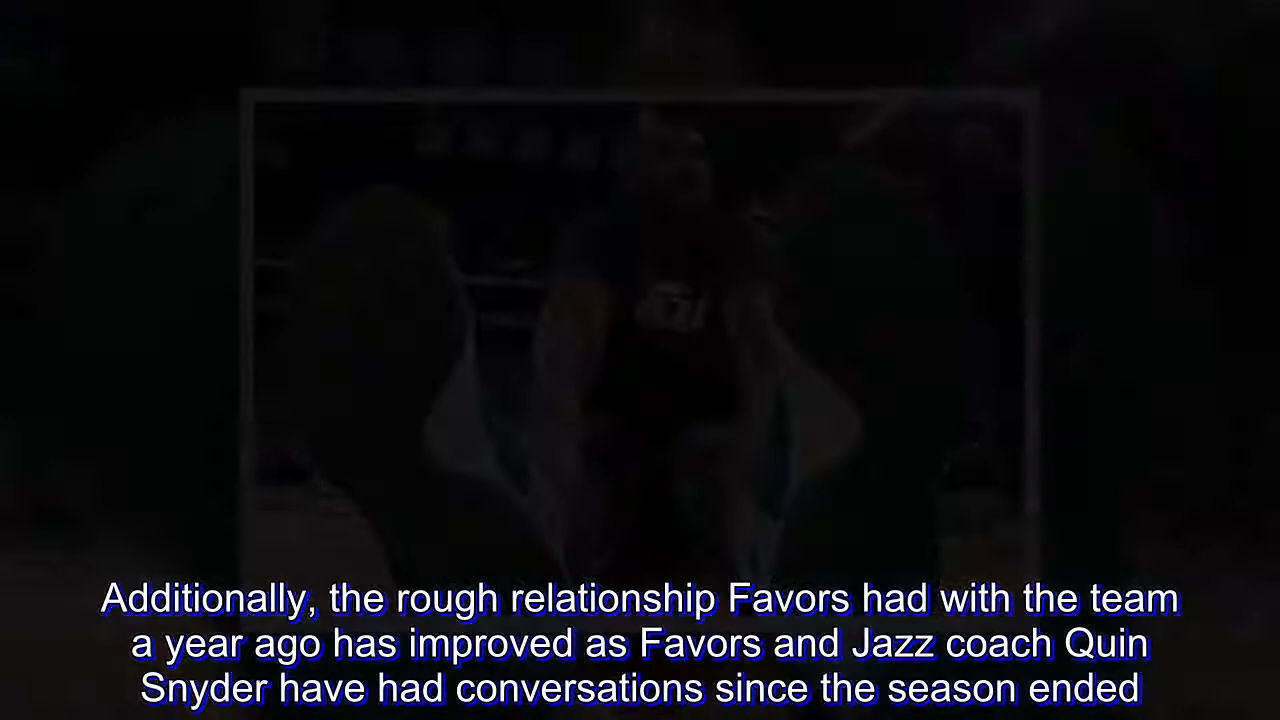 Additionally, the rough relationship Favors had with the team
a year ago has improved as Favors and Jazz coach Quin
Snyder have had conversations since the season ended